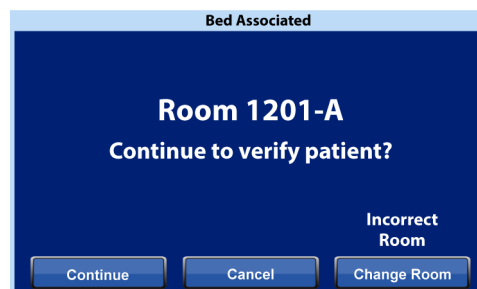 Bed Associated
Room 1201-A
Continue to verify patient?
Incorrect
Room
Continue
Cancel
Change Room